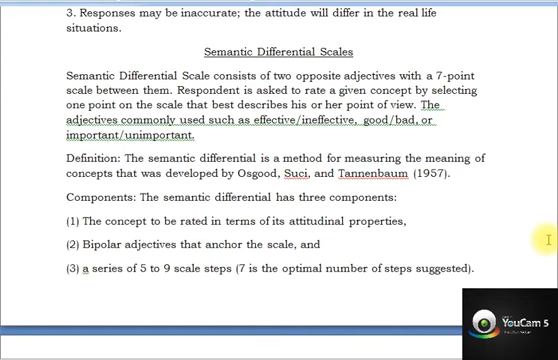 3. Responses may be inaccurate; the attitude will differ in the real life
situations.
Semantic Differential Scales
Semantic Differential Scale consists of two opposite adjectives with a 7-point
scale between them. Respondent is asked to rate a given concept by selecting
one point on the scale that best describes his or her point of view. The
adjectives commonly used such as effective/ineffective, good/bad, or
important/unimportant.
Definition: The semantic differential is a method for measuring the meaning of
concepts that was developed by Osgood, Suci, and Tannenbaum (1957).
Components: The semantic differential has three components:
(1) The concept to be rated in terms of its attitudinal properties,
(2) Bipolar adjectives that anchor the scale, and
(3) a series of 5 to 9 scale steps (7 is the optimal number of steps suggested).
YouCam 5